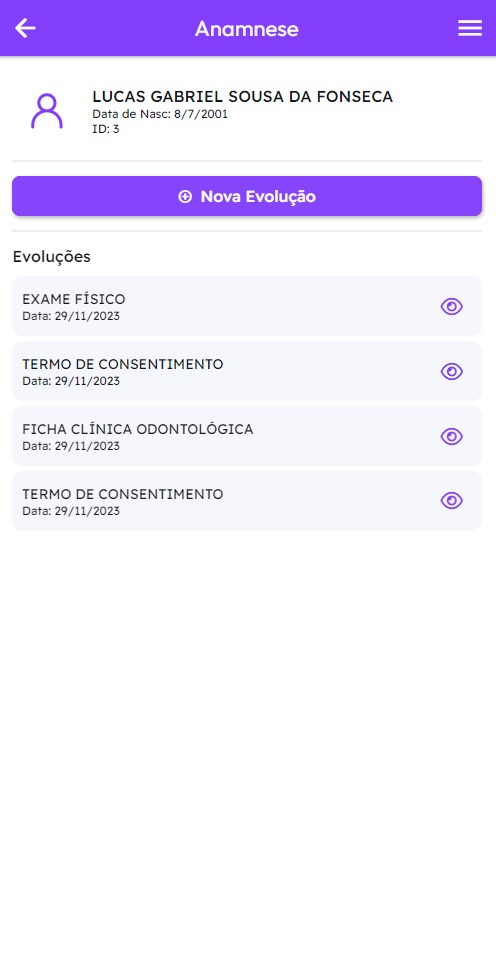 Anamnese
LUCAS GABRIEL SOUSA DA FONSECA
Data de Nasc: 8/7/2001
ID: 3
Nova Evolução
Evoluções
EXAME FÍSICO
Data: 29/11/2023
TERMO DE CONSENTIMENTO
Data: 29/11/2023
FICHA CLÍNICA ODONTOLÓGICA
Data: 29/11/2023
TERMO DE CONSENTIMENTO
Data: 29/11/2023